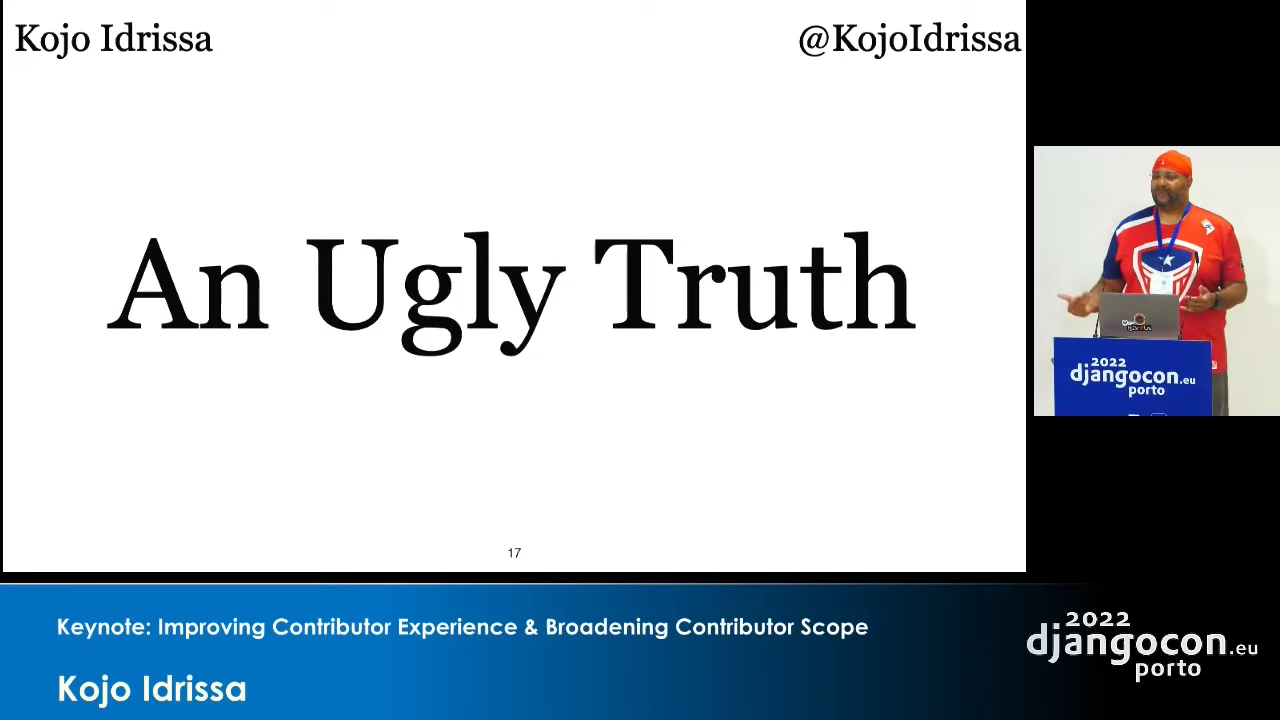 Kojo Idrissa
@KojoIdrissa
An Ugly Truth
17
2022
djangocon.eu
porto
Keynote: Improving Contributor Experience & Broadening Contributor Scope
Kojo Idrissa
2022
djangocon.eu
porto